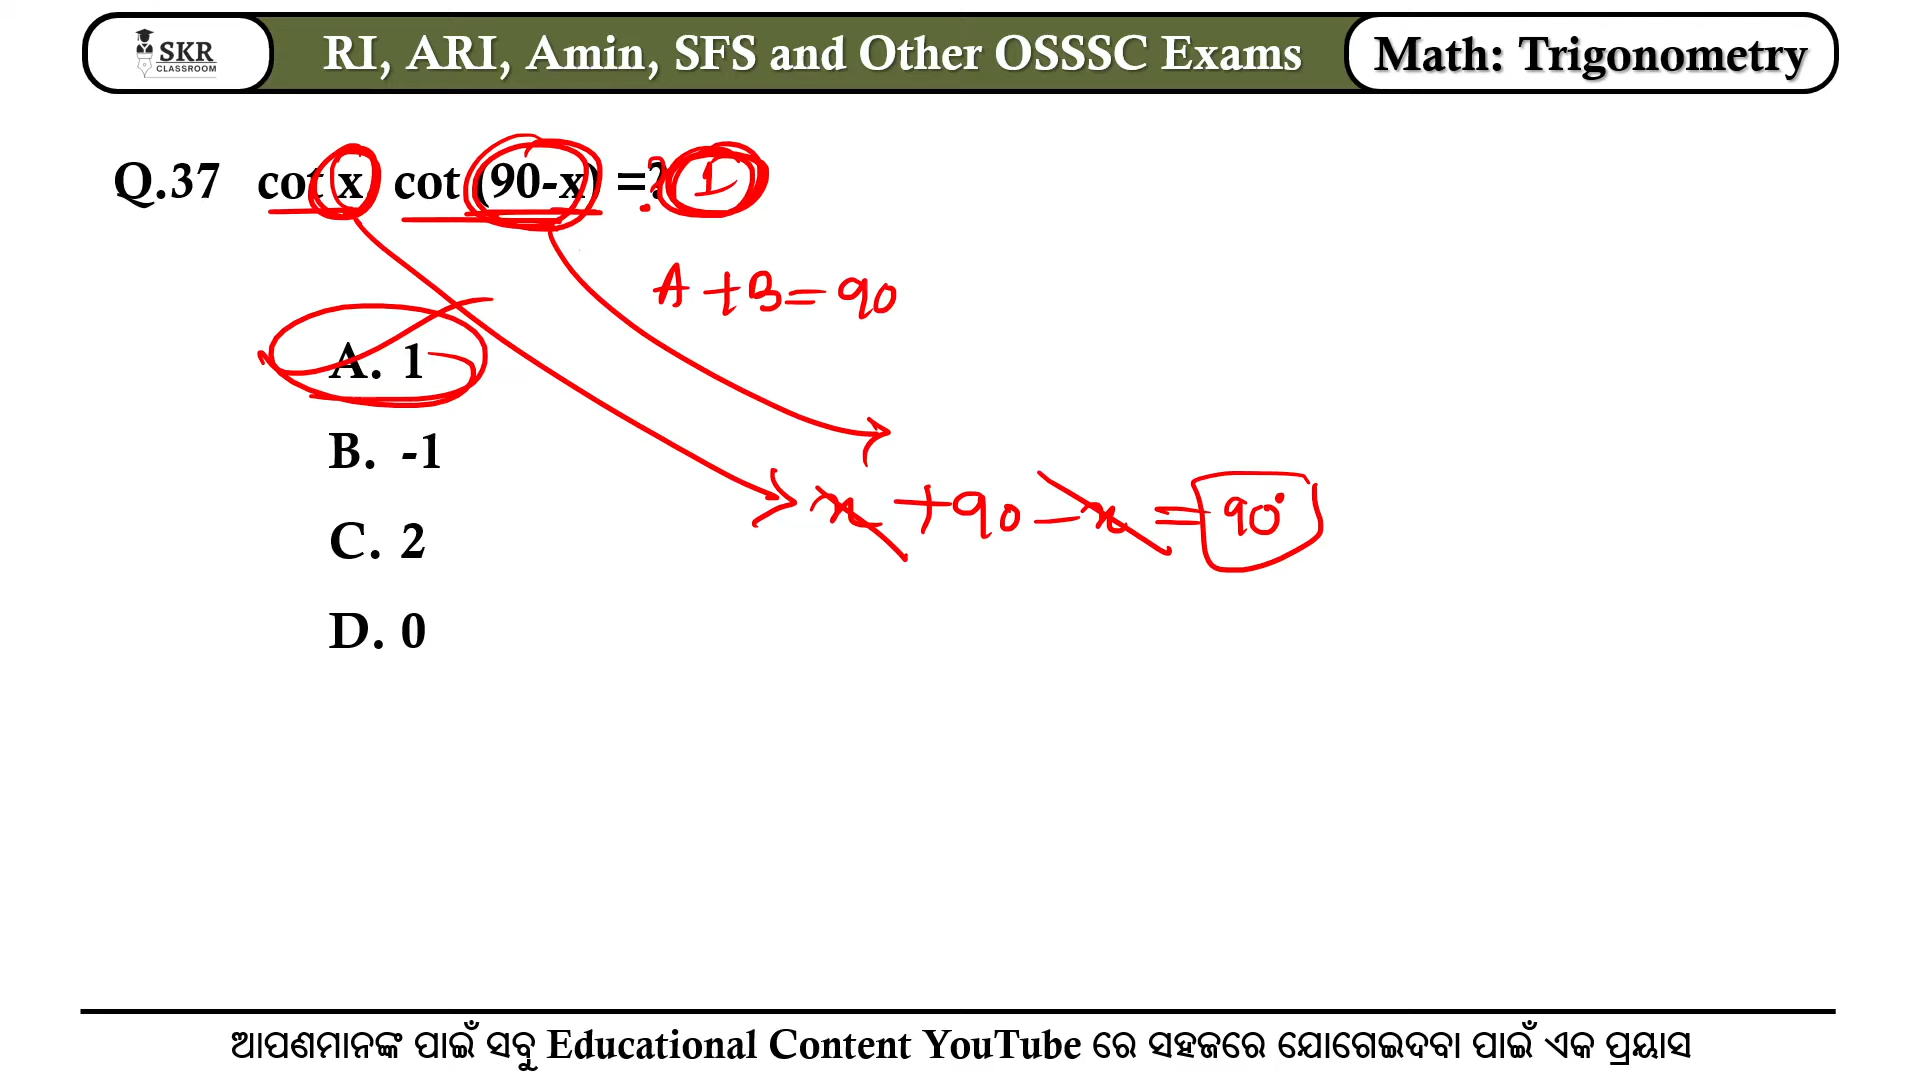 SKR
CLASSROOM
RI, ARI, Amin, SFS and Other OSSSC Exams
Math: Trigonometry
Q.37 cot x cot (90-x) =? 1
A + B = 90
A. 1
B. -1
x + 90 - x = 90°
C. 2
D. 0
ଆପଣମାନଙ୍କ ପାଇଁ ସବୁ Educational Content YouTube ରେ ସହଜରେ ଯୋଗେଇଦବା ପାଇଁ ଏକ ପ୍ରୟାସ